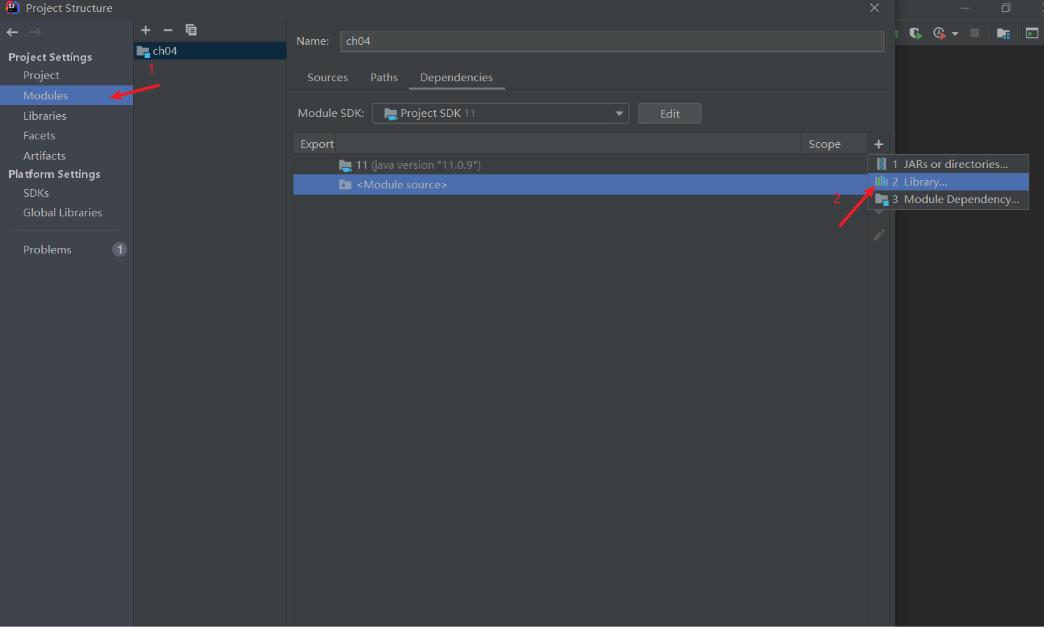 Project Structure
Project Settings
Project
Modules
Libraries
Facets
Artifacts
Platform Settings
SDKs
Global Libraries
Problems 1
ch04
1
Name: ch04
Sources Paths Dependencies
Module SDK: Project SDK 11 Edit
Export Scope
11 (java version "11.0.9")
<Module source>
1 JARs or directories...
2 Library...
3 Module Dependency...
2